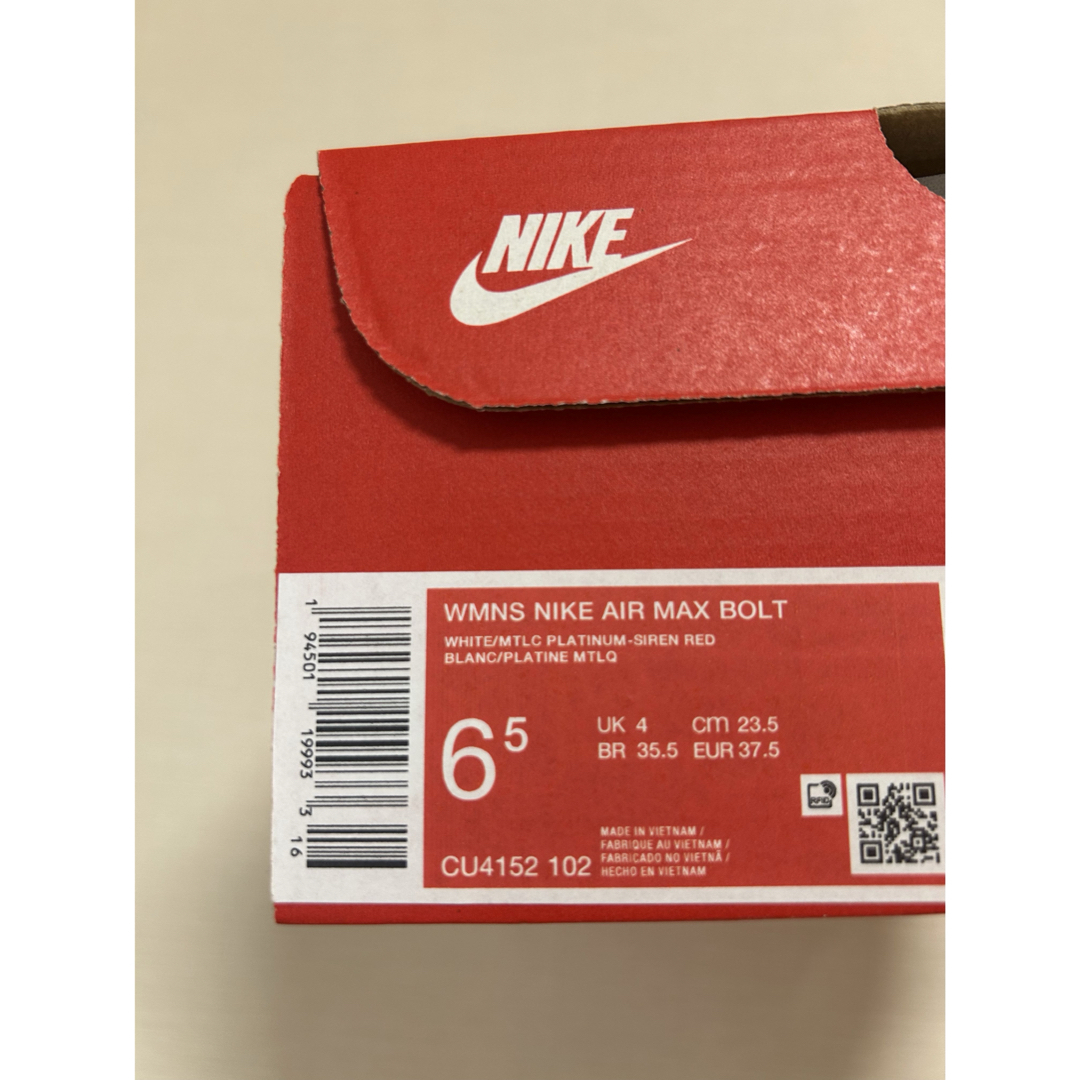 NIKE
WMNS NIKE AIR MAX BOLT
WHITE/MTLC PLATINUM-SIREN RED
BLANC/PLATINE MTLQ
6⁵
UK 4 cm 23.5
BR 35.5 EUR 37.5
RFID
MADE IN VIETNAM /
FABRIQUE AU VIETNAM /
FABRICADO NO VIETNÃ /
HECHO EN VIETNAM
CU4152 102
1 94501 19993 3 16